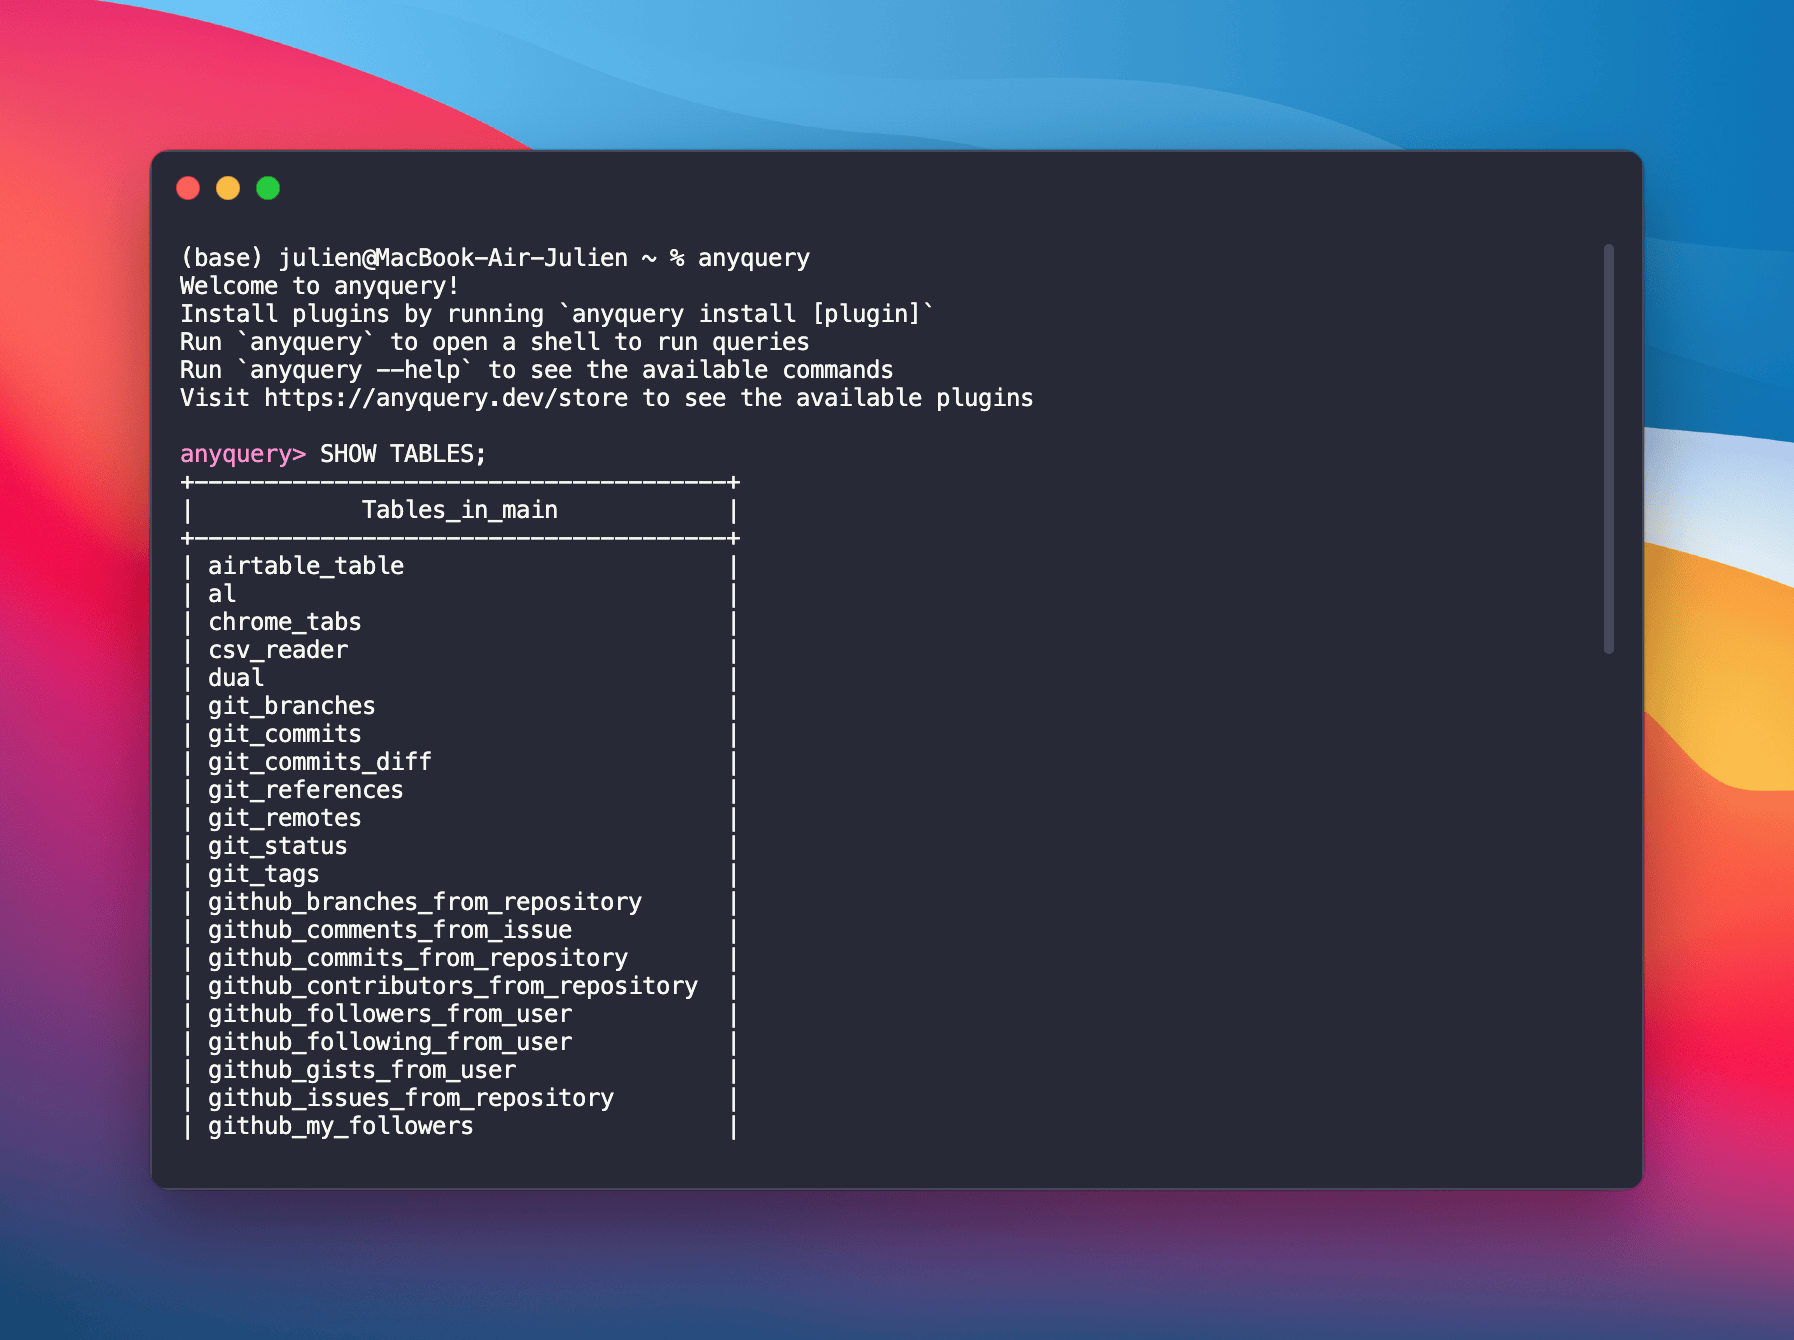 (base) julien@MacBook-Air-Julien ~ % anyquery
Welcome to anyquery!
Install plugins by running `anyquery install [plugin]`
Run `anyquery` to open a shell to run queries
Run `anyquery --help` to see the available commands
Visit https://anyquery.dev/store to see the available plugins
anyquery> SHOW TABLES;
+--------------------------------------+
|            Tables_in_main            |
+--------------------------------------+
| airtable_table                       |
| al                                   |
| chrome_tabs                          |
| csv_reader                           |
| dual                                 |
| git_branches                         |
| git_commits                          |
| git_commits_diff                     |
| git_references                       |
| git_remotes                          |
| git_status                           |
| git_tags                             |
| github_branches_from_repository      |
| github_comments_from_issue           |
| github_commits_from_repository       |
| github_contributors_from_repository  |
| github_followers_from_user           |
| github_following_from_user           |
| github_gists_from_user               |
| github_issues_from_repository        |
| github_my_followers                  |